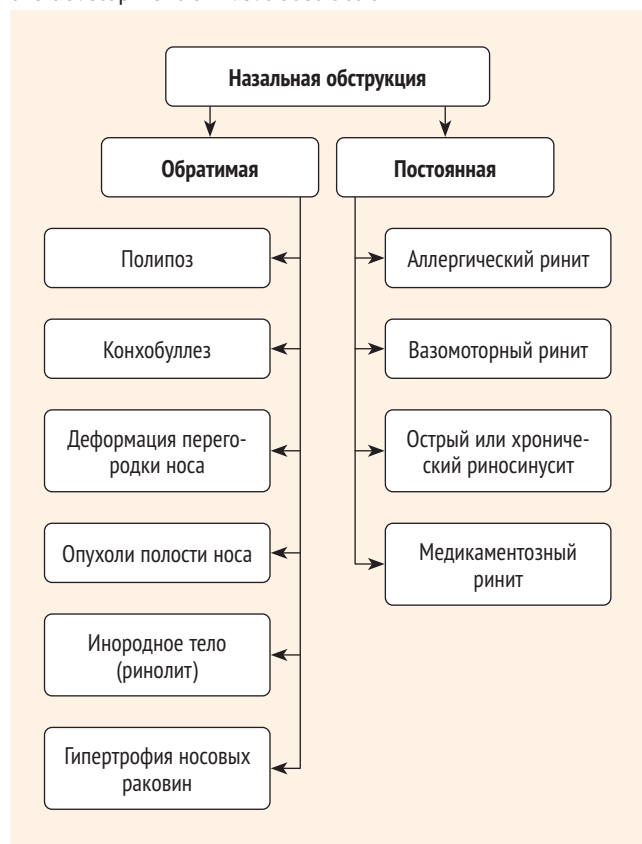 Назальная обструкция
Обратимая
Постоянная
Полипоз
Конхобуллез
Деформация перего-
родки носа
Опухоли полости носа
Инородное тело
(ринолит)
Гипертрофия носовых
раковин
Аллергический ринит
Вазомоторный ринит
Острый или хрониче-
ский риносинусит
Медикаментозный
ринит